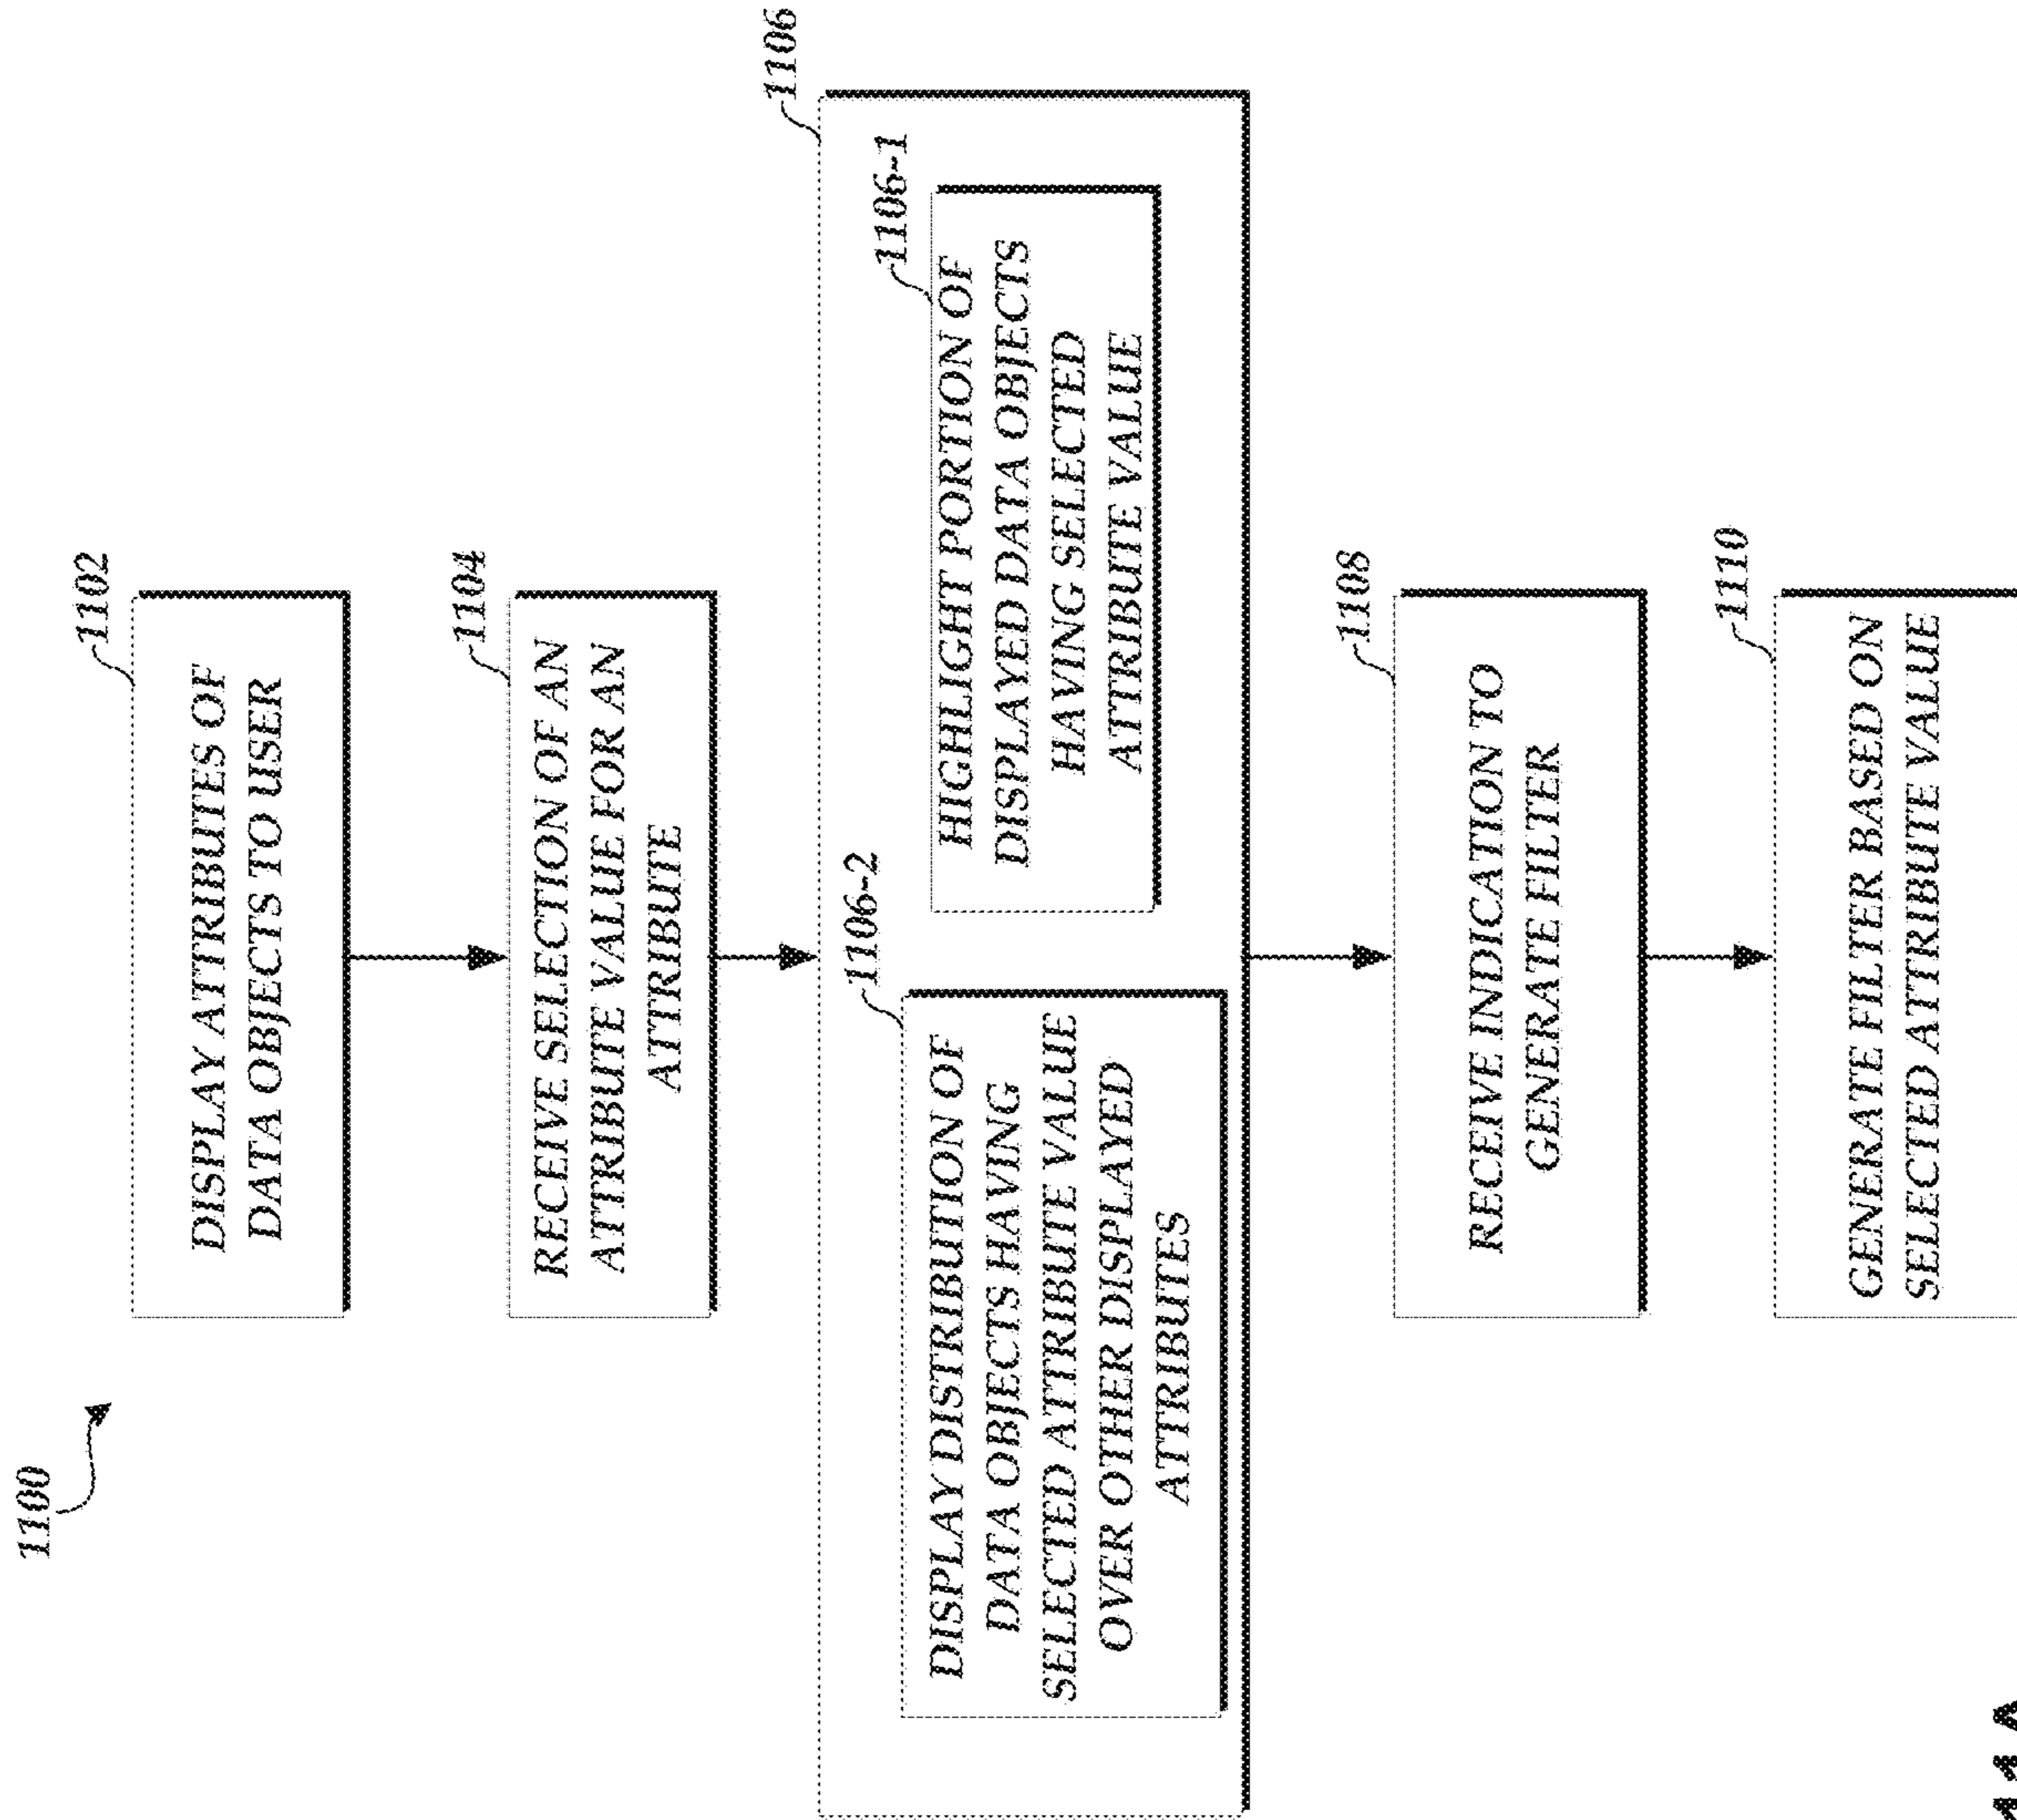 1100
1102
DISPLAY ATTRIBUTES OF
DATA OBJECTS TO USER
1104
RECEIVE SELECTION OF AN
ATTRIBUTE VALUE FOR AN
ATTRIBUTE
1106
1106-2
DISPLAY DISTRIBUTION OF
DATA OBJECTS HAVING
SELECTED ATTRIBUTE VALUE
OVER OTHER DISPLAYED
ATTRIBUTES
1106-1
HIGHLIGHT PORTION OF
DISPLAYED DATA OBJECTS
HAVING SELECTED
ATTRIBUTE VALUE
1108
RECEIVE INDICATION TO
GENERATE FILTER
1110
GENERATE FILTER BASED ON
SELECTED ATTRIBUTE VALUE